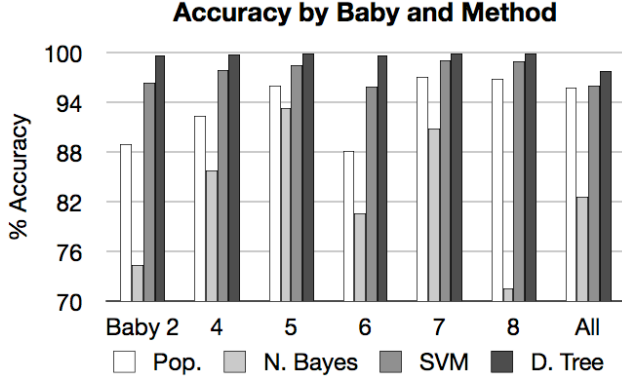 Accuracy by Baby and Method
% Accuracy
100
94
88
82
76
70
Baby 2 4 5 6 7 8 All
Pop. N. Bayes SVM D. Tree